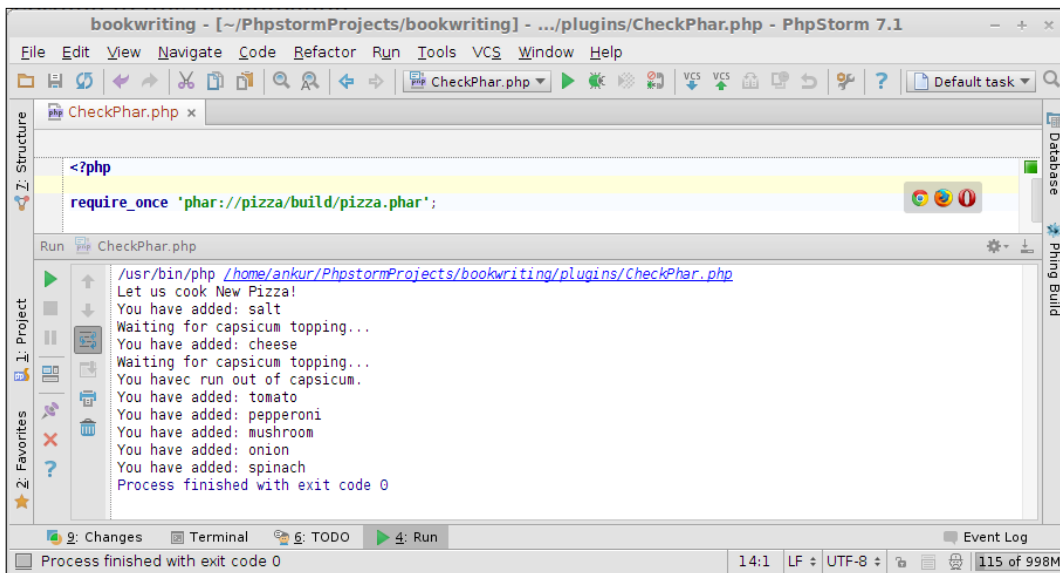 bookwriting - [~/PhpstormProjects/bookwriting] - .../plugins/CheckPhar.php - PhpStorm 7.1
File Edit View Navigate Code Refactor Run Tools VCS Window Help
CheckPhar.php VCS VCS ? Default task
CheckPhar.php
<?php
require_once 'phar://pizza/build/pizza.phar';
Run CheckPhar.php
/usr/bin/php /home/ankur/PhpstormProjects/bookwriting/plugins/CheckPhar.php
Let us cook New Pizza!
You have added: salt
Waiting for capsicum topping...
You have added: cheese
Waiting for capsicum topping...
You havec run out of capsicum.
You have added: tomato
You have added: pepperoni
You have added: mushroom
You have added: onion
You have added: spinach
Process finished with exit code 0
7: Structure
1: Project
2: Favorites
Database
Phing Build
9: Changes Terminal 6: TODO 4: Run Event Log
Process finished with exit code 0 14:1 LF UTF-8 115 of 998M